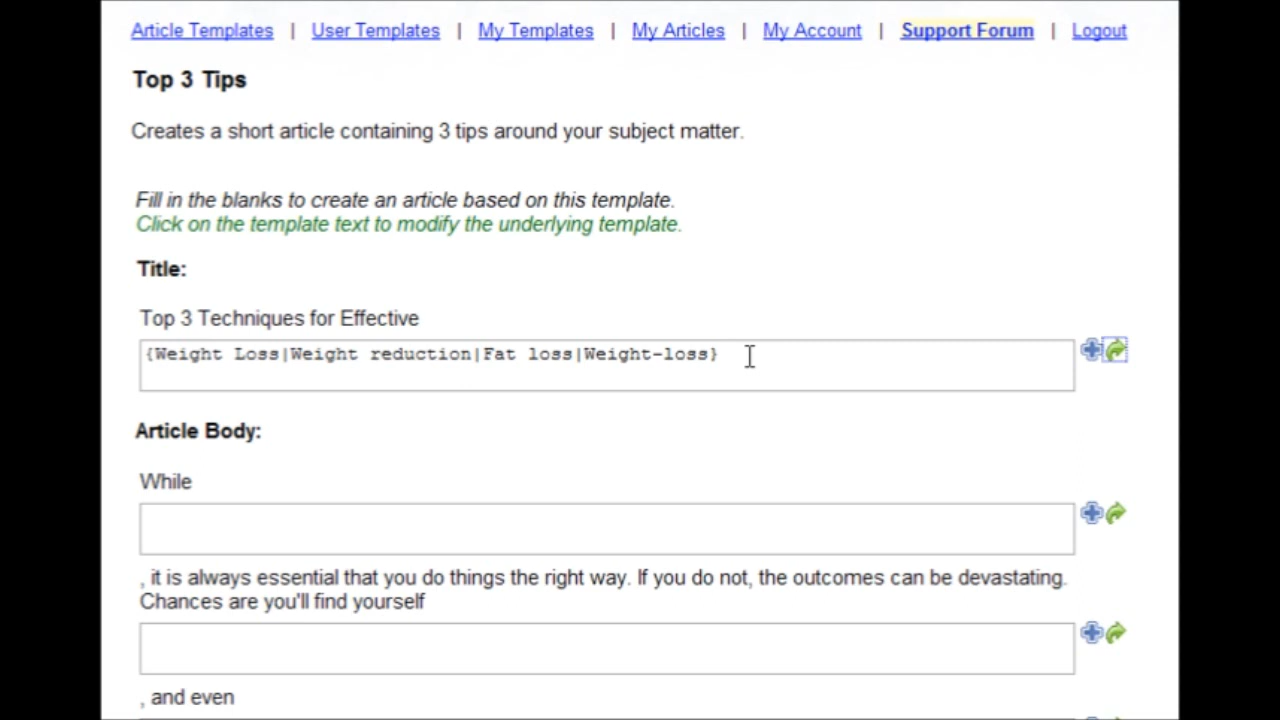 Article Templates | User Templates | My Templates | My Articles | My Account | Support Forum | Logout
Top 3 Tips
Creates a short article containing 3 tips around your subject matter.
Fill in the blanks to create an article based on this template.
Click on the template text to modify the underlying template.
Title:
Top 3 Techniques for Effective
{Weight Loss|Weight reduction|Fat loss|Weight-loss}
Article Body:
While
, it is always essential that you do things the right way. If you do not, the outcomes can be devastating.
Chances are you'll find yourself
, and even